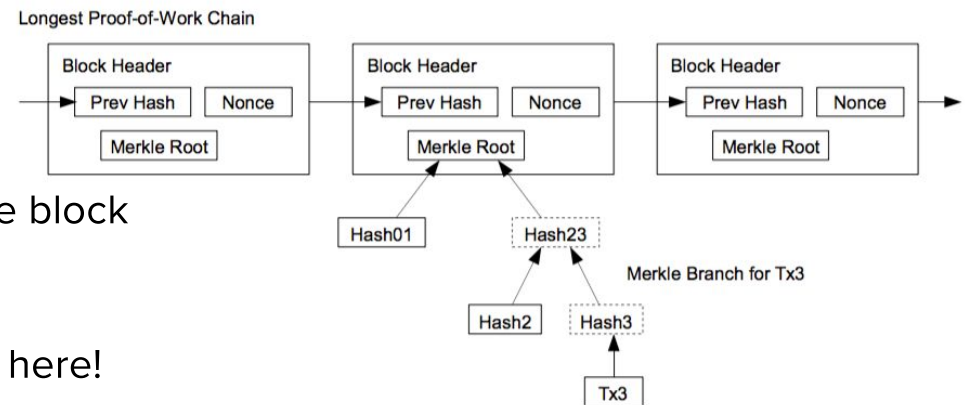 Longest Proof-of-Work Chain
Block Header Block Header Block Header
Prev Hash Nonce Prev Hash Nonce Prev Hash Nonce
Merkle Root Merkle Root Merkle Root
e block
Hash01 Hash23
Merkle Branch for Tx3
Hash2 Hash3
here!
Tx3